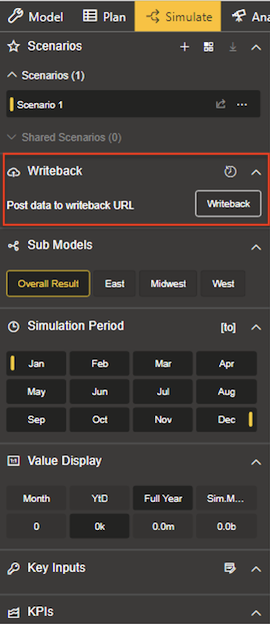 Model Plan Simulate
Scenarios
Scenarios (1)
Scenario 1
Shared Scenarios (0)
Writeback
Post data to writeback URL Writeback
Sub Models
Overall Result East Midwest West
Simulation Period [to]
Jan Feb Mar Apr
May Jun Jul Aug
Sep Oct Nov Dec
Value Display
Month YtD Full Year Sim.M...
0 0k 0.0m 0.0b
Key Inputs
KPIs